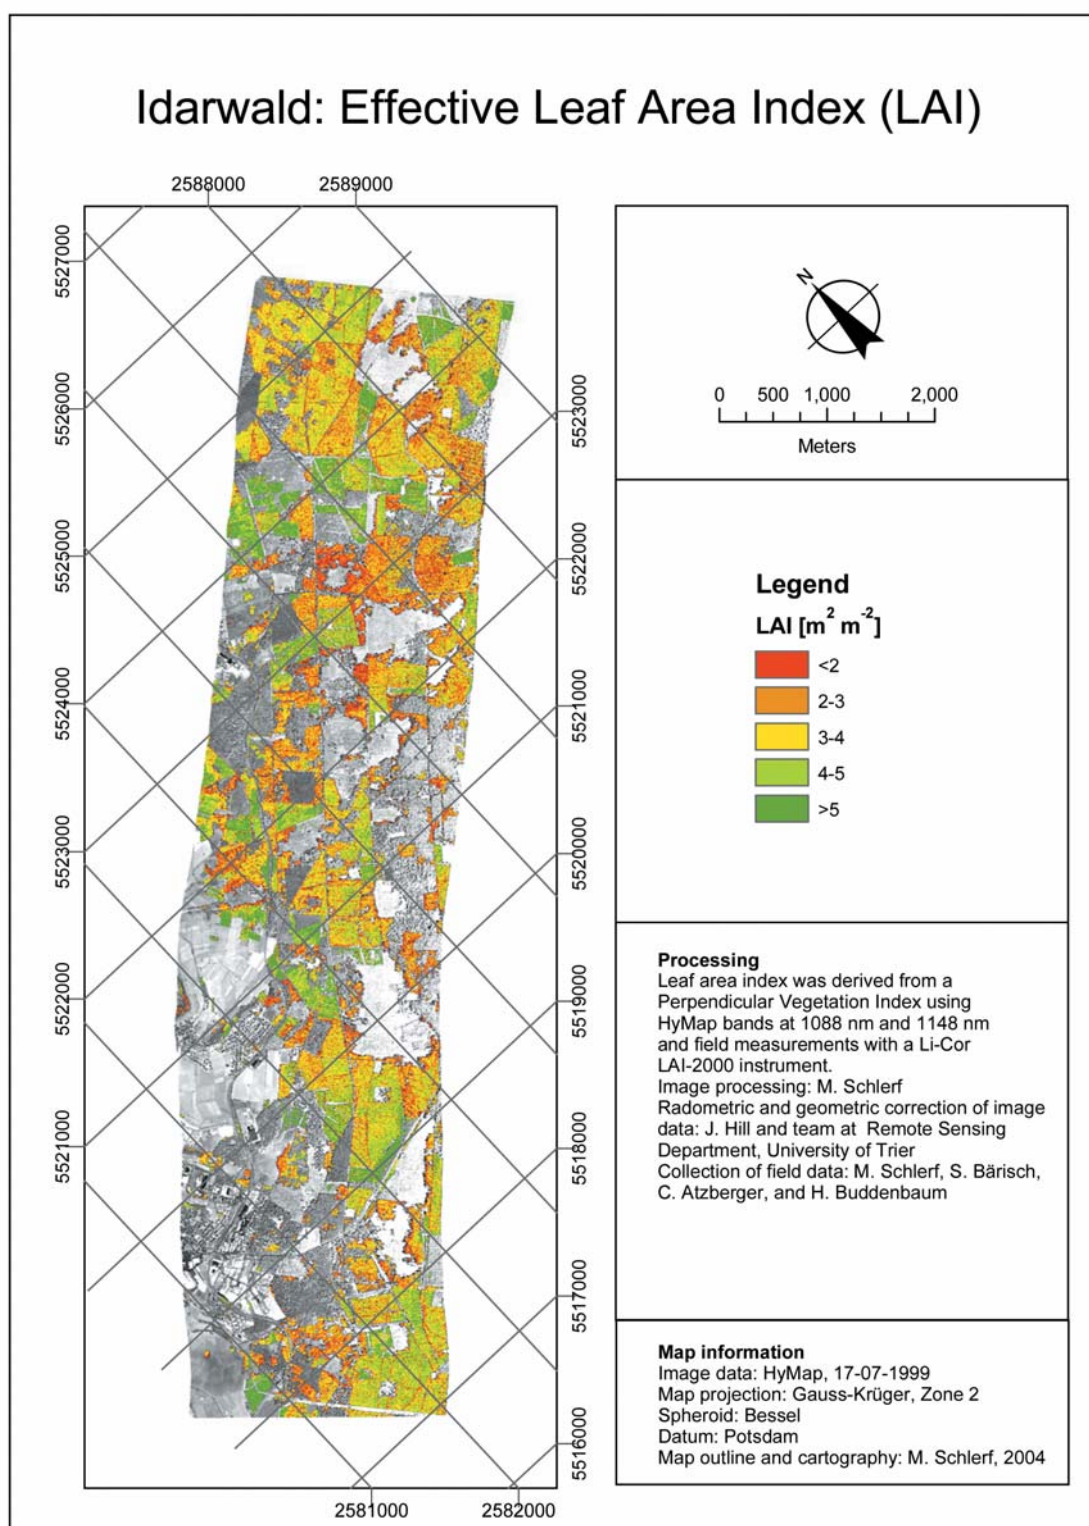 Idarwald: Effective Leaf Area Index (LAI)
2588000
2589000
5527000
5526000
5525000
5524000
5523000
5522000
5521000
5523000
5522000
5521000
5520000
5519000
5518000
5517000
5516000
2581000
2582000
N
0 500 1,000 2,000
Meters
Legend
LAI [m² m⁻²]
<2
2-3
3-4
4-5
>5
Processing
Leaf area index was derived from a
Perpendicular Vegetation Index using
HyMap bands at 1088 nm and 1148 nm
and field measurements with a Li-Cor
LAI-2000 instrument.
Image processing: M. Schlerf
Radometric and geometric correction of image
data: J. Hill and team at Remote Sensing
Department, University of Trier
Collection of field data: M. Schlerf, S. Bärisch,
C. Atzberger, and H. Buddenbaum
Map information
Image data: HyMap, 17-07-1999
Map projection: Gauss-Krüger, Zone 2
Spheroid: Bessel
Datum: Potsdam
Map outline and cartography: M. Schlerf, 2004